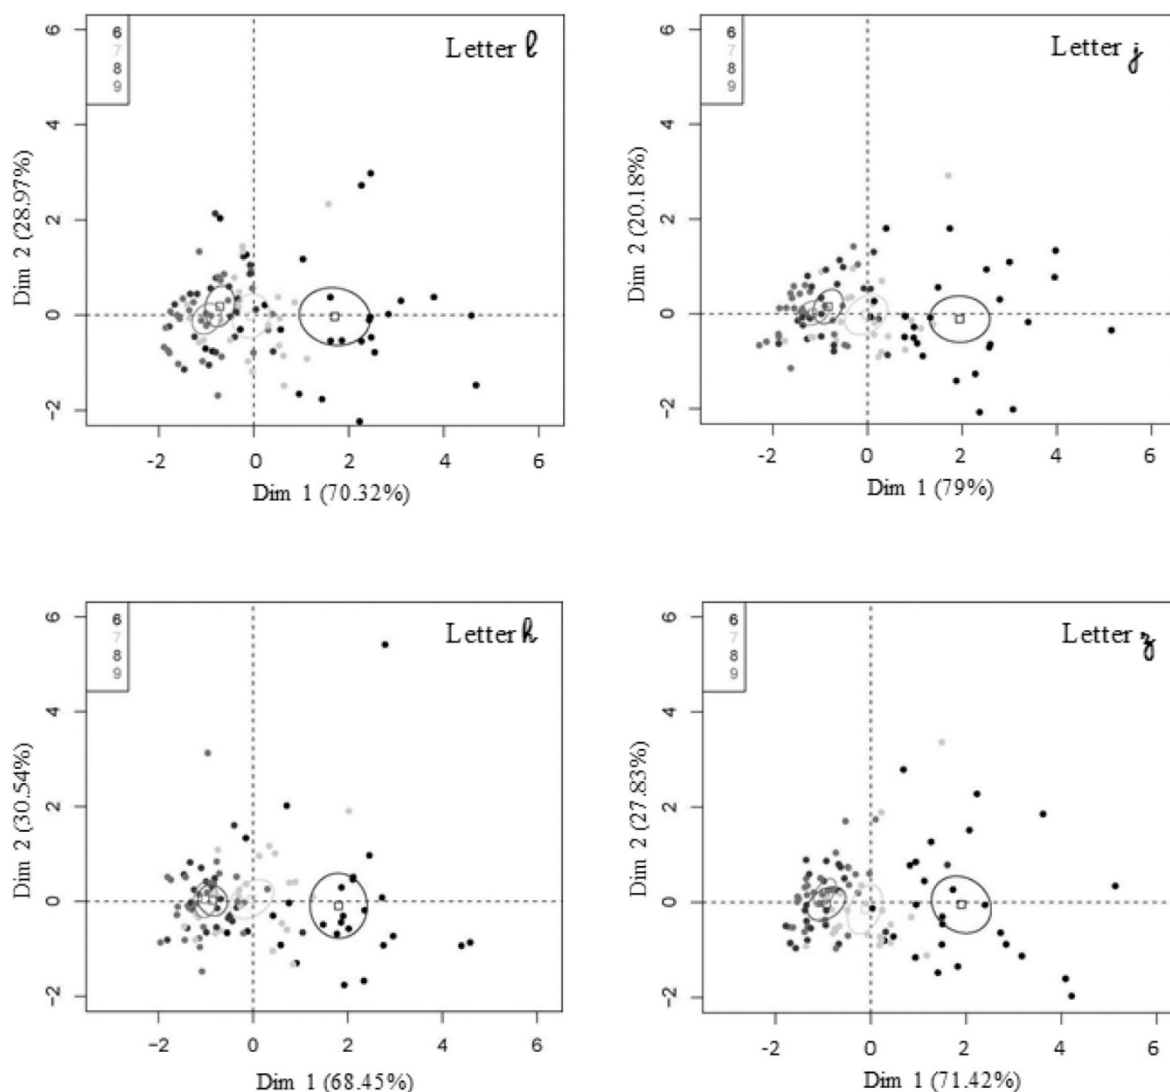 6
7
8
9
Letter l
6
4
2
0
-2
Dim 2 (28.97%)
-2 0 2 4 6
Dim 1 (70.32%)
6
7
8
9
Letter j
6
4
2
0
-2
Dim 2 (20.18%)
-2 0 2 4 6
Dim 1 (79%)
6
7
8
9
Letter h
6
4
2
0
-2
Dim 2 (30.54%)
-2 0 2 4 6
Dim 1 (68.45%)
6
7
8
9
Letter z
6
4
2
0
-2
Dim 2 (27.83%)
-2 0 2 4 6
Dim 1 (71.42%)